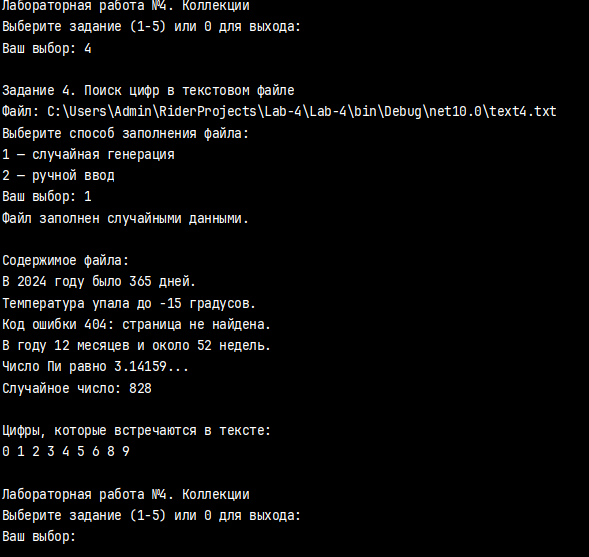 Лабораторная работа №4. Коллекции
Выберите задание (1-5) или 0 для выхода:
Ваш выбор: 4
Задание 4. Поиск цифр в текстовом файле
Файл: C:\Users\Admin\RiderProjects\Lab-4\Lab-4\bin\Debug\net10.0\text4.txt
Выберите способ заполнения файла:
1 — случайная генерация
2 — ручной ввод
Ваш выбор: 1
Файл заполнен случайными данными.
Содержимое файла:
В 2024 году было 365 дней.
Температура упала до -15 градусов.
Код ошибки 404: страница не найдена.
В году 12 месяцев и около 52 недель.
Число Пи равно 3.14159...
Случайное число: 828
Цифры, которые встречаются в тексте:
0 1 2 3 4 5 6 8 9
Лабораторная работа №4. Коллекции
Выберите задание (1-5) или 0 для выхода:
Ваш выбор: